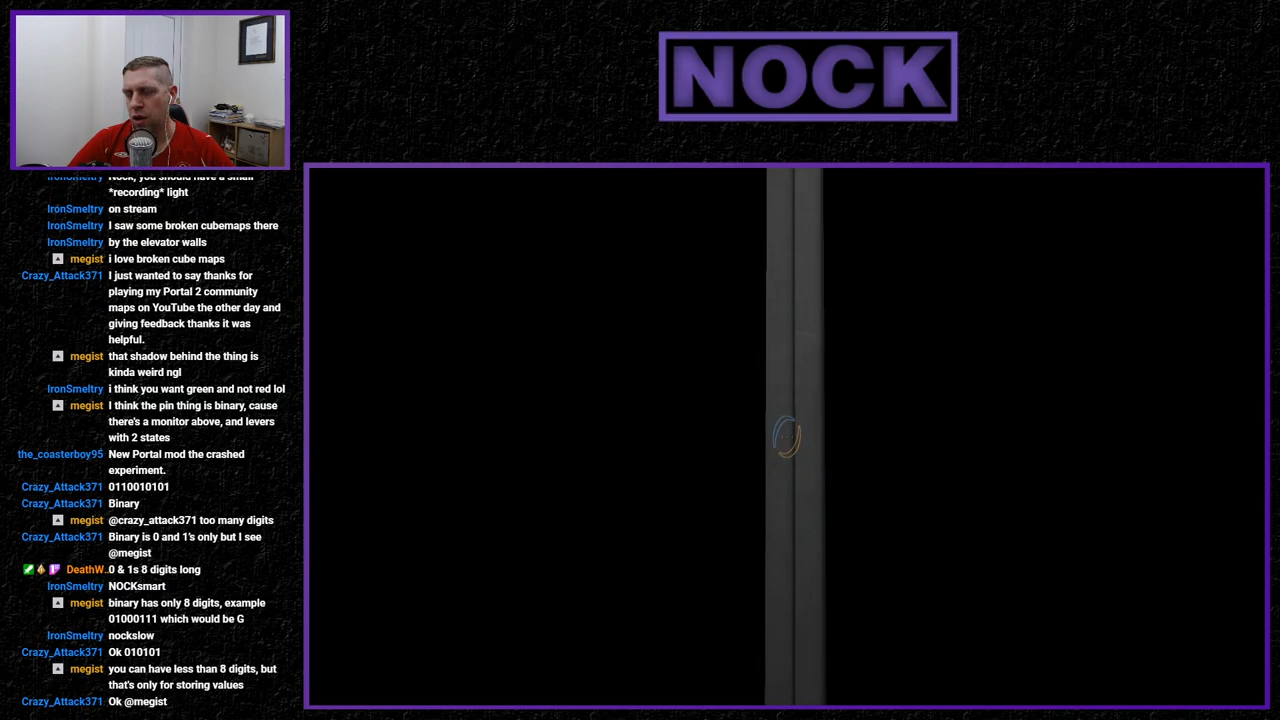 NOCK
IronSmeltry Nock, you should have a small
*recording* light
IronSmeltry on stream
IronSmeltry I saw some broken cubemaps there
IronSmeltry by the elevator walls
megist i love broken cube maps
Crazy_Attack371 I just wanted to say thanks for
playing my Portal 2 community
maps on YouTube the other day and
giving feedback thanks it was
helpful.
megist that shadow behind the thing is
kinda weird ngl
IronSmeltry i think you want green and not red lol
megist I think the pin thing is binary, cause
there's a monitor above, and levers
with 2 states
the_coasterboy95 New Portal mod the crashed
experiment.
Crazy_Attack371 0110010101
Crazy_Attack371 Binary
megist @crazy_attack371 too many digits
Crazy_Attack371 Binary is 0 and 1's only but I see
@megist
DeathW.. 0 & 1s 8 digits long
IronSmeltry NOCKsmart
megist binary has only 8 digits, example
01000111 which would be G
IronSmeltry nockslow
Crazy_Attack371 Ok 010101
megist you can have less than 8 digits, but
that's only for storing values
Crazy_Attack371 Ok @megist